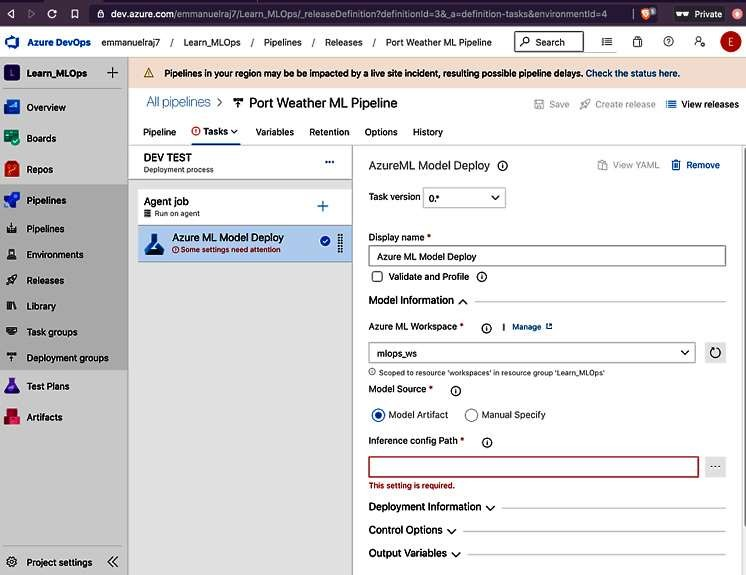 dev.azure.com/emmanuelraj7/Learn_MLOps/_releaseDefinition?definitionId=3&_a=definition-tasks&environmentId=4
Private
Azure DevOps emmanuelraj7 / Learn_MLOps / Pipelines / Releases / Port Weather ML Pipeline Search E
L Learn_MLOps +
Pipelines in your region may be be impacted by a live site incident, resulting possible pipeline delays. Check the status here.
All pipelines > Port Weather ML Pipeline
Save Create release View releases
Overview
Boards
Repos
Pipelines
Pipelines
Environments
Releases
Library
Task groups
Deployment groups
Test Plans
Artifacts
Project settings
Pipeline Tasks Variables Retention Options History
DEV TEST ...
Deployment process
Agent job +
Run on agent
Azure ML Model Deploy
Some settings need attention
AzureML Model Deploy View YAML Remove
Task version 0.*
Display name *
Azure ML Model Deploy
Validate and Profile
Model Information
Azure ML Workspace * | Manage
mlops_ws
Scoped to resource 'workspaces' in resource group 'Learn_MLOps'
Model Source *
Model Artifact Manual Specify
Inference config Path *
...
This setting is required.
Deployment Information
Control Options
Output Variables